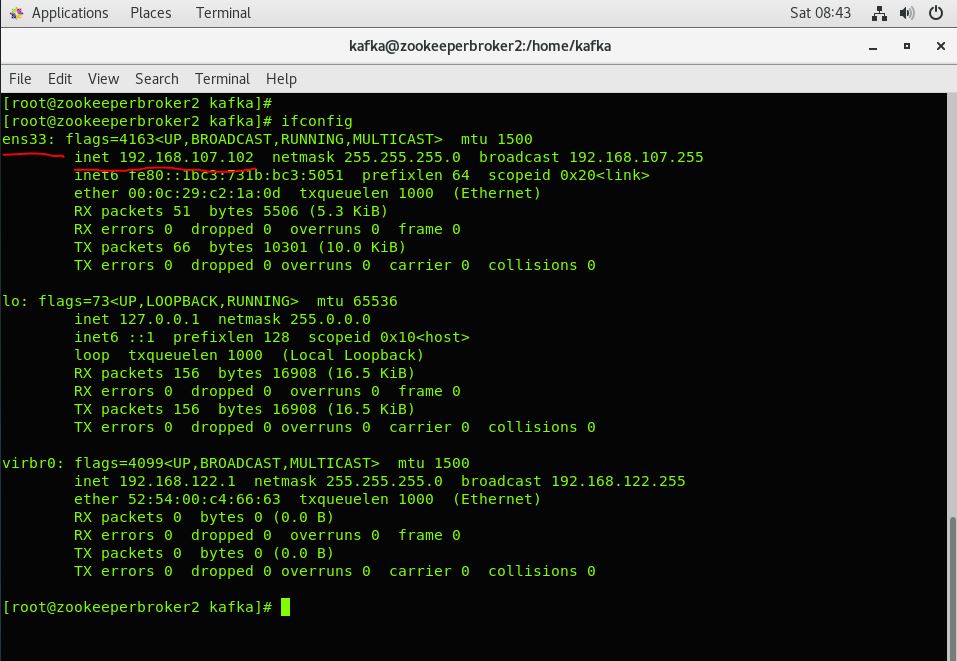 Applications Places Terminal Sat 08:43
kafka@zookeeperbroker2:/home/kafka
File Edit View Search Terminal Help
[root@zookeeperbroker2 kafka]#
[root@zookeeperbroker2 kafka]# ifconfig
ens33: flags=4163<UP,BROADCAST,RUNNING,MULTICAST>  mtu 1500
        inet 192.168.107.102  netmask 255.255.255.0  broadcast 192.168.107.255
        inet6 fe80::1bc3:731b:bc3:5051  prefixlen 64  scopeid 0x20<link>
        ether 00:0c:29:c2:1a:0d  txqueuelen 1000  (Ethernet)
        RX packets 51  bytes 5506 (5.3 KiB)
        RX errors 0  dropped 0  overruns 0  frame 0
        TX packets 66  bytes 10301 (10.0 KiB)
        TX errors 0  dropped 0 overruns 0  carrier 0  collisions 0
lo: flags=73<UP,LOOPBACK,RUNNING>  mtu 65536
        inet 127.0.0.1  netmask 255.0.0.0
        inet6 ::1  prefixlen 128  scopeid 0x10<host>
        loop  txqueuelen 1000  (Local Loopback)
        RX packets 156  bytes 16908 (16.5 KiB)
        RX errors 0  dropped 0  overruns 0  frame 0
        TX packets 156  bytes 16908 (16.5 KiB)
        TX errors 0  dropped 0 overruns 0  carrier 0  collisions 0
virbr0: flags=4099<UP,BROADCAST,MULTICAST>  mtu 1500
        inet 192.168.122.1  netmask 255.255.255.0  broadcast 192.168.122.255
        ether 52:54:00:c4:66:63  txqueuelen 1000  (Ethernet)
        RX packets 0  bytes 0 (0.0 B)
        RX errors 0  dropped 0  overruns 0  frame 0
        TX packets 0  bytes 0 (0.0 B)
        TX errors 0  dropped 0 overruns 0  carrier 0  collisions 0
[root@zookeeperbroker2 kafka]#